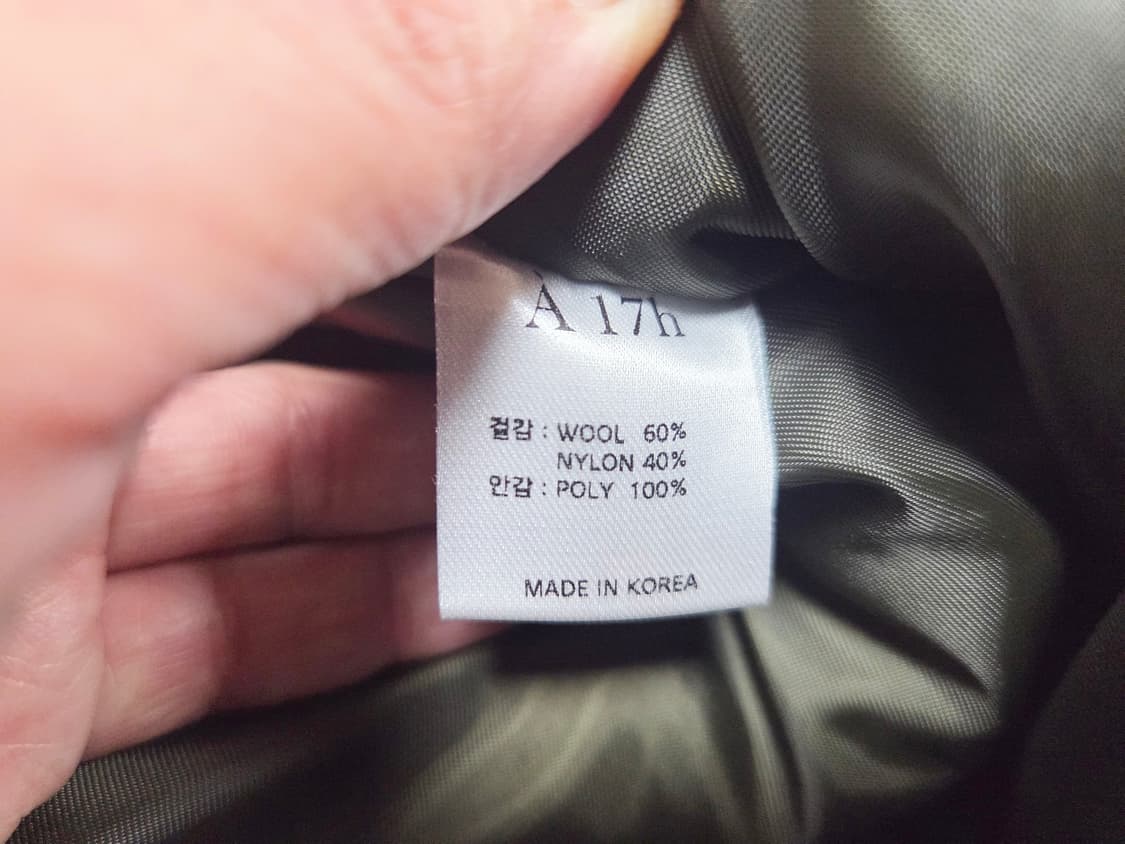 À 17h
겉감 : WOOL 60%
NYLON 40%
안감 : POLY 100%
MADE IN KOREA